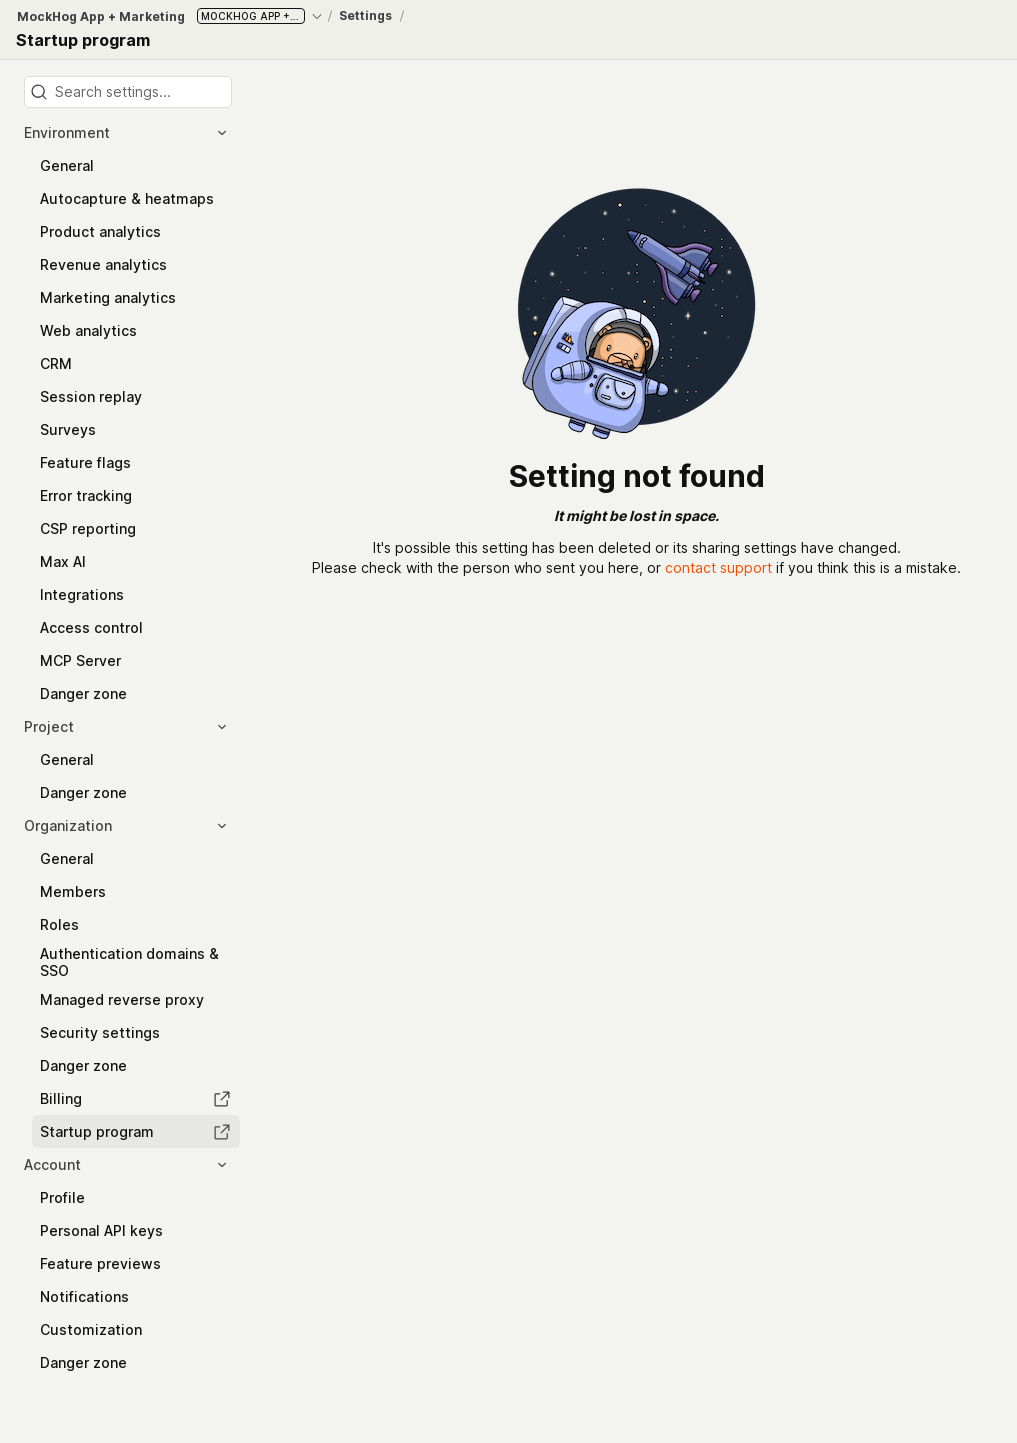 MockHog App + Marketing MOCKHOG APP +... / Settings /
Startup program
Search settings...
Environment
General
Autocapture & heatmaps
Product analytics
Revenue analytics
Marketing analytics
Web analytics
CRM
Session replay
Surveys
Feature flags
Error tracking
CSP reporting
Max AI
Integrations
Access control
MCP Server
Danger zone
Project
General
Danger zone
Organization
General
Members
Roles
Authentication domains &
SSO
Managed reverse proxy
Security settings
Danger zone
Billing
Startup program
Account
Profile
Personal API keys
Feature previews
Notifications
Customization
Danger zone
Setting not found
It might be lost in space.
It's possible this setting has been deleted or its sharing settings have changed.
Please check with the person who sent you here, or contact support if you think this is a mistake.